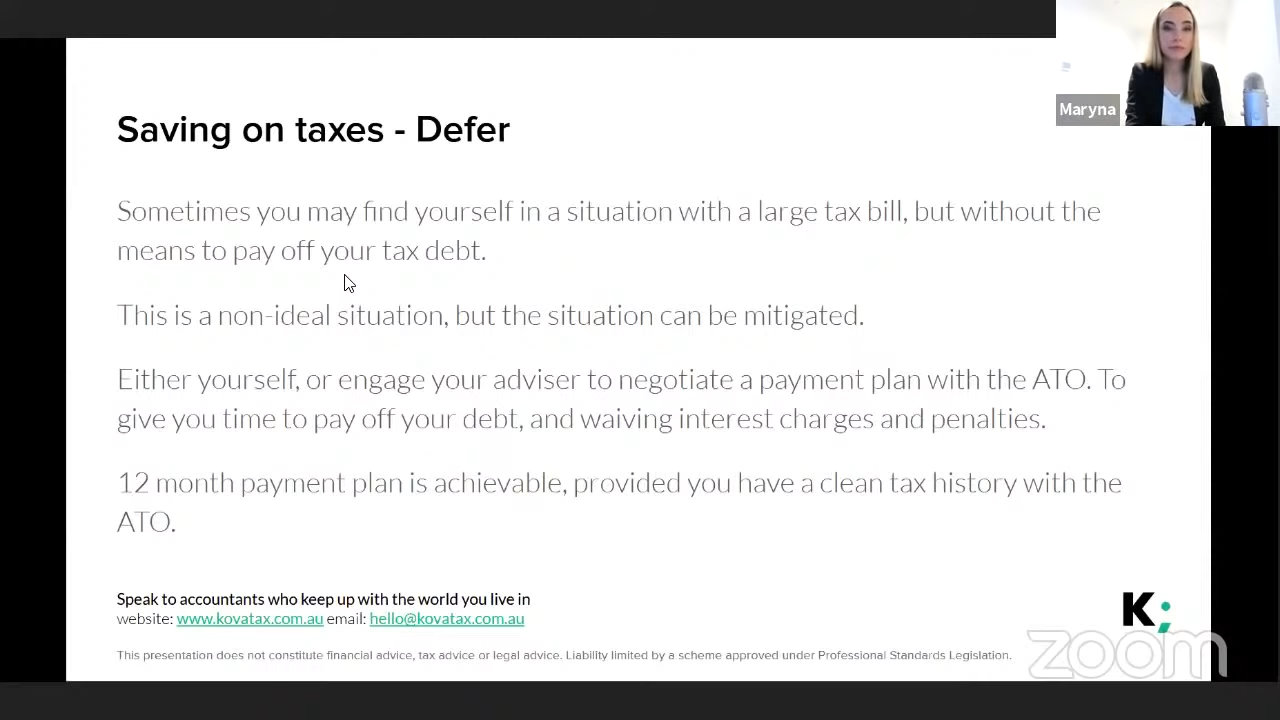 Maryna
Saving on taxes - Defer
Sometimes you may find yourself in a situation with a large tax bill, but without the
means to pay off your tax debt.
This is a non-ideal situation, but the situation can be mitigated.
Either yourself, or engage your adviser to negotiate a payment plan with the ATO. To
give you time to pay off your debt, and waiving interest charges and penalties.
12 month payment plan is achievable, provided you have a clean tax history with the
ATO.
Speak to accountants who keep up with the world you live in
website: www.kovatax.com.au email: hello@kovatax.com.au
K;
This presentation does not constitute financial advice, tax advice or legal advice. Liability limited by a scheme approved under Professional Standards Legislation.
zoom